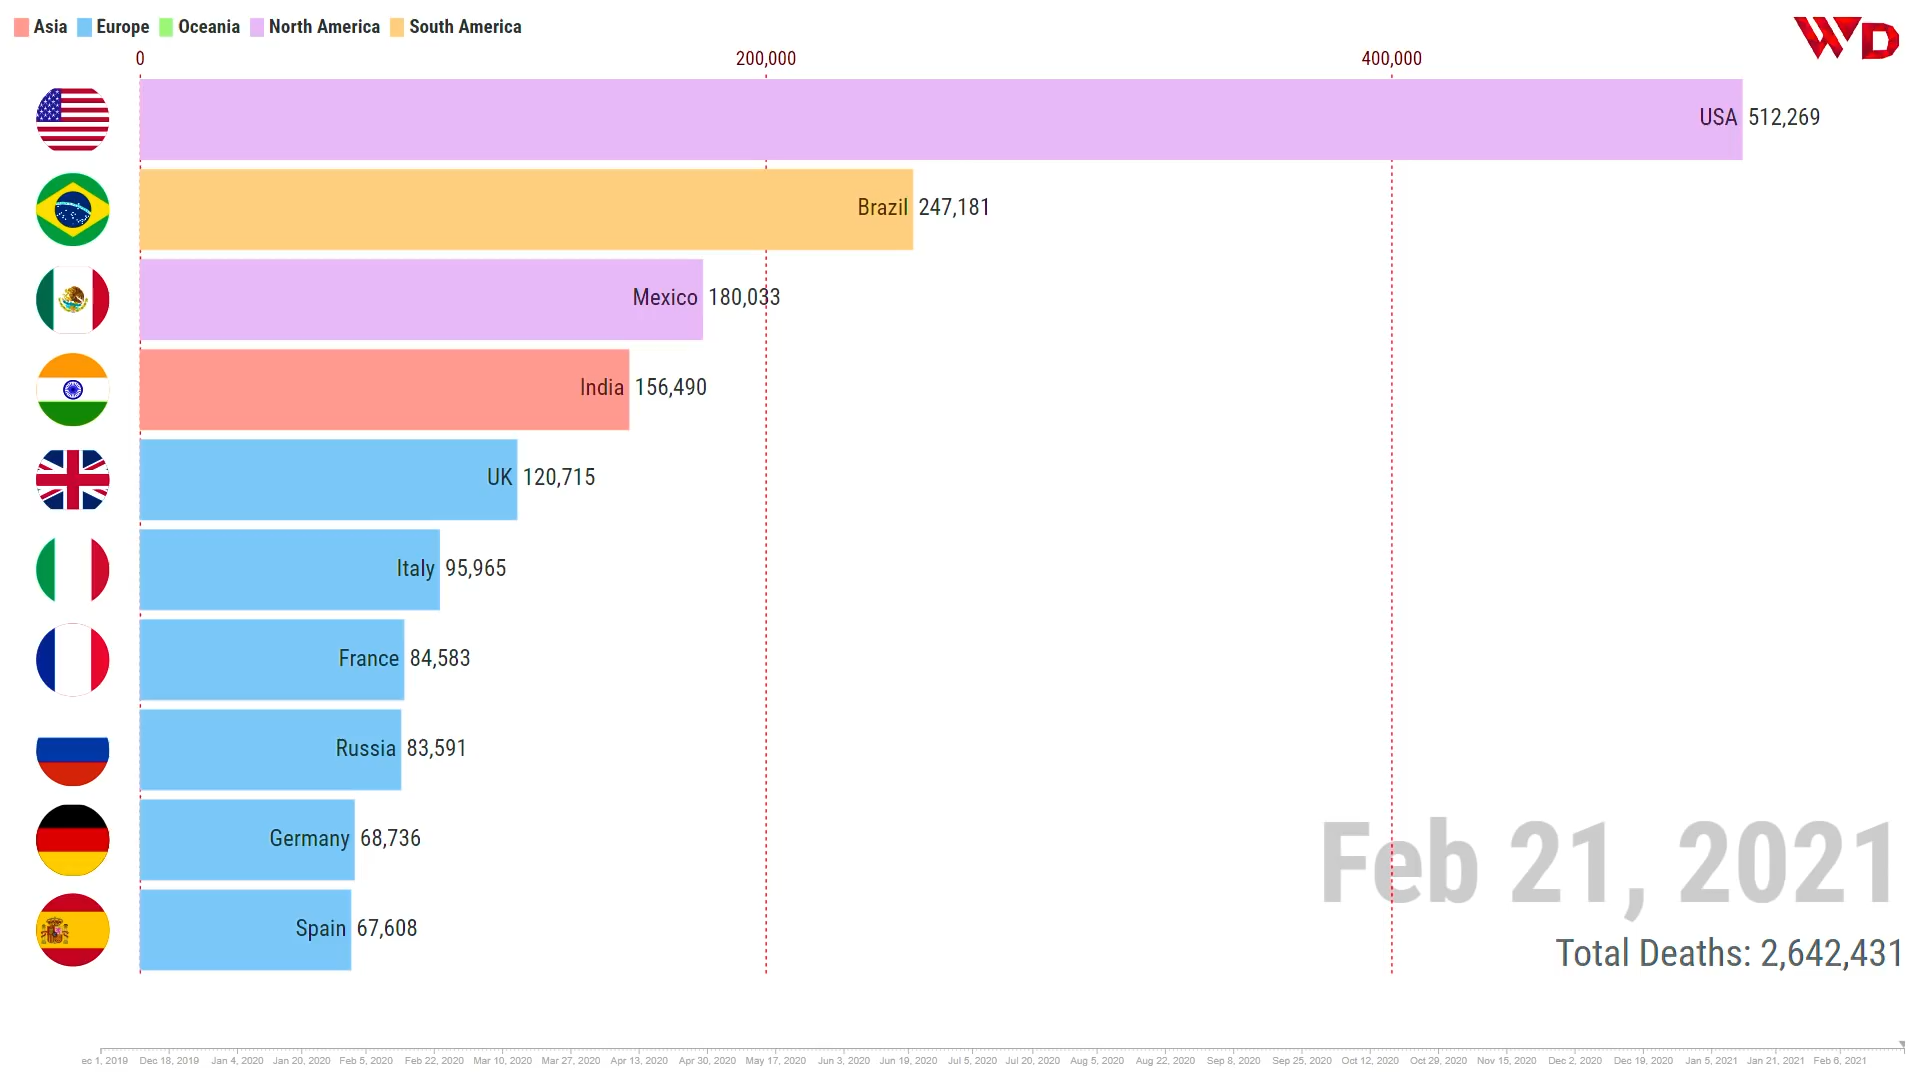 Asia Europe Oceania North America South America
WD
0 200,000 400,000
USA 512,269
Brazil 247,181
Mexico 180,033
India 156,490
UK 120,715
Italy 95,965
France 84,583
Russia 83,591
Germany 68,736
Spain 67,608
Feb 21, 2021
Total Deaths: 2,642,431
ec 1, 2019 Dec 18, 2019 Jan 4, 2020 Jan 20, 2020 Feb 5, 2020 Feb 22, 2020 Mar 10, 2020 Mar 27, 2020 Apr 13, 2020 Apr 30, 2020 May 17, 2020 Jun 3, 2020 Jun 19, 2020 Jul 5, 2020 Jul 20, 2020 Aug 5, 2020 Aug 22, 2020 Sep 8, 2020 Sep 25, 2020 Oct 12, 2020 Oct 29, 2020 Nov 15, 2020 Dec 2, 2020 Dec 19, 2020 Jan 5, 2021 Jan 21, 2021 Feb 6, 2021